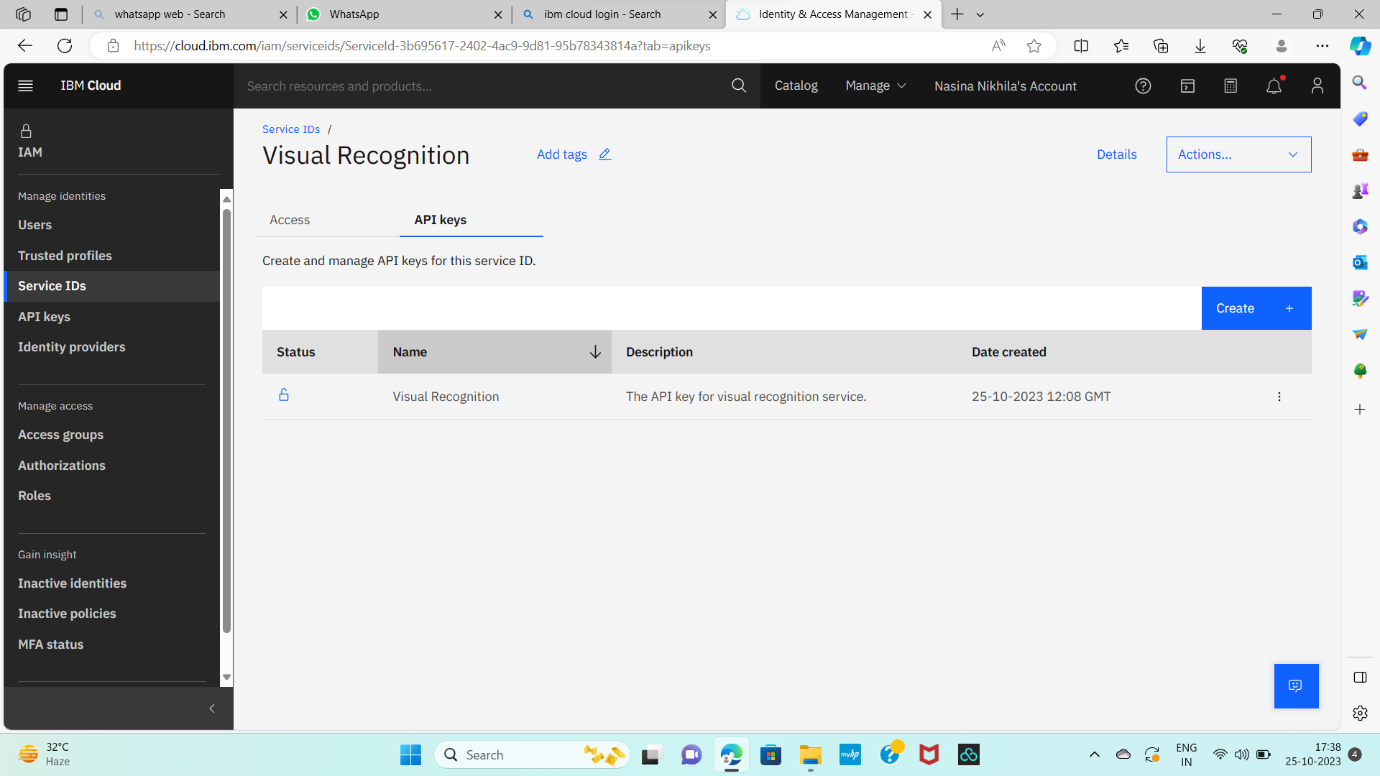 whatsapp web - Search
WhatsApp
ibm cloud login - Search
Identity & Access Management -
https://cloud.ibm.com/iam/serviceids/ServiceId-3b695617-2402-4ac9-9d81-95b78343814a?tab=apikeys
IBM Cloud
Search resources and products...
Catalog
Manage
Nasina Nikhila's Account
IAM
Manage identities
Users
Trusted profiles
Service IDs
API keys
Identity providers
Manage access
Access groups
Authorizations
Roles
Gain insight
Inactive identities
Inactive policies
MFA status
Service IDs /
Visual Recognition
Add tags
Details
Actions...
Access
API keys
Create and manage API keys for this service ID.
Create +
Status Name Description Date created
Visual Recognition The API key for visual recognition service. 25-10-2023 12:08 GMT
32°C
Haze
Search
myhp
ENG
IN
17:38
25-10-2023
4